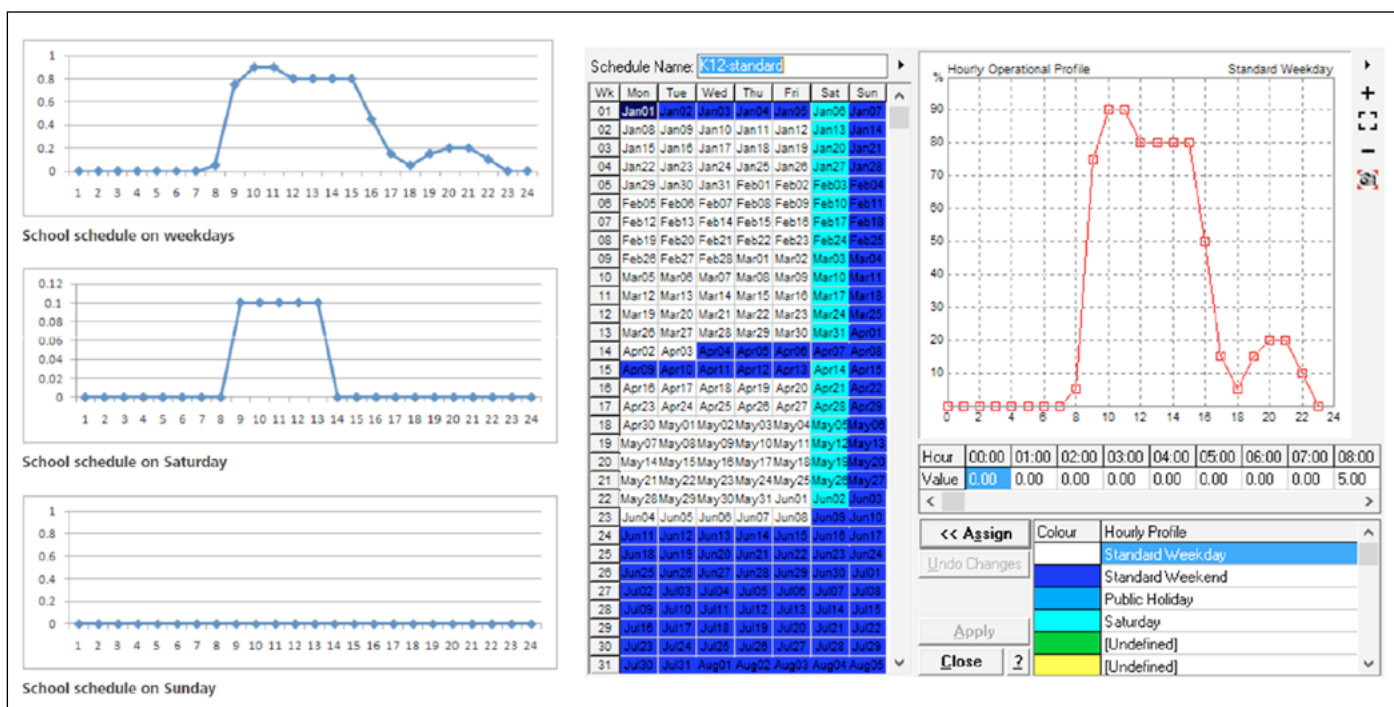 1
0.8
0.6
0.4
0.2
0
1 2 3 4 5 6 7 8 9 10 11 12 13 14 15 16 17 18 19 20 21 22 23 24
School schedule on weekdays
0.12
0.1
0.08
0.06
0.04
0.02
0
1 2 3 4 5 6 7 8 9 10 11 12 13 14 15 16 17 18 19 20 21 22 23 24
School schedule on Saturday
1
0.8
0.6
0.4
0.2
0
1 2 3 4 5 6 7 8 9 10 11 12 13 14 15 16 17 18 19 20 21 22 23 24
School schedule on Sunday
Schedule Name: K12-standard
Wk Mon Tue Wed Thu Fri Sat Sun
01 Jan01 Jan02 Jan03 Jan04 Jan05 Jan06 Jan07
02 Jan08 Jan09 Jan10 Jan11 Jan12 Jan13 Jan14
03 Jan15 Jan16 Jan17 Jan18 Jan19 Jan20 Jan21
04 Jan22 Jan23 Jan24 Jan25 Jan26 Jan27 Jan28
05 Jan29 Jan30 Jan31 Feb01 Feb02 Feb03 Feb04
06 Feb05 Feb06 Feb07 Feb08 Feb09 Feb10 Feb11
07 Feb12 Feb13 Feb14 Feb15 Feb16 Feb17 Feb18
08 Feb19 Feb20 Feb21 Feb22 Feb23 Feb24 Feb25
09 Feb26 Feb27 Feb28 Mar01 Mar02 Mar03 Mar04
10 Mar05 Mar06 Mar07 Mar08 Mar09 Mar10 Mar11
11 Mar12 Mar13 Mar14 Mar15 Mar16 Mar17 Mar18
12 Mar19 Mar20 Mar21 Mar22 Mar23 Mar24 Mar25
13 Mar26 Mar27 Mar28 Mar29 Mar30 Mar31 Apr01
14 Apr02 Apr03 Apr04 Apr05 Apr06 Apr07 Apr08
15 Apr09 Apr10 Apr11 Apr12 Apr13 Apr14 Apr15
16 Apr16 Apr17 Apr18 Apr19 Apr20 Apr21 Apr22
17 Apr23 Apr24 Apr25 Apr26 Apr27 Apr28 Apr29
18 Apr30 May01 May02 May03 May04 May05 May06
19 May07 May08 May09 May10 May11 May12 May13
20 May14 May15 May16 May17 May18 May19 May20
21 May21 May22 May23 May24 May25 May26 May27
22 May28 May29 May30 May31 Jun01 Jun02 Jun03
23 Jun04 Jun05 Jun06 Jun07 Jun08 Jun09 Jun10
24 Jun11 Jun12 Jun13 Jun14 Jun15 Jun16 Jun17
25 Jun18 Jun19 Jun20 Jun21 Jun22 Jun23 Jun24
26 Jun25 Jun26 Jun27 Jun28 Jun29 Jun30 Jul01
27 Jul02 Jul03 Jul04 Jul05 Jul06 Jul07 Jul08
28 Jul09 Jul10 Jul11 Jul12 Jul13 Jul14 Jul15
29 Jul16 Jul17 Jul18 Jul19 Jul20 Jul21 Jul22
30 Jul23 Jul24 Jul25 Jul26 Jul27 Jul28 Jul29
31 Jul30 Jul31 Aug01 Aug02 Aug03 Aug04 Aug05
% Hourly Operational Profile Standard Weekday
90
80
70
60
50
40
30
20
10
0 2 4 6 8 10 12 14 16 18 20 22 24
Hour 00:00 01:00 02:00 03:00 04:00 05:00 06:00 07:00 08:00
Value 0.00 0.00 0.00 0.00 0.00 0.00 0.00 0.00 5.00
<< Assign
Undo Changes
Apply
Close ?
Colour Hourly Profile
Standard Weekday
Standard Weekend
Public Holiday
Saturday
[Undefined]
[Undefined]